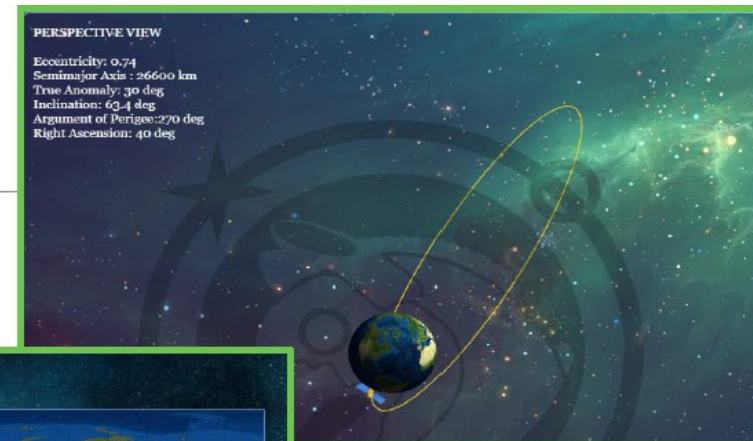 PERSPECTIVE VIEW
Eccentricity: 0.74
Semimajor Axis : 26600 km
True Anomaly: 30 deg
Inclination: 63.4 deg
Argument of Perigee:270 deg
Right Ascension: 40 deg